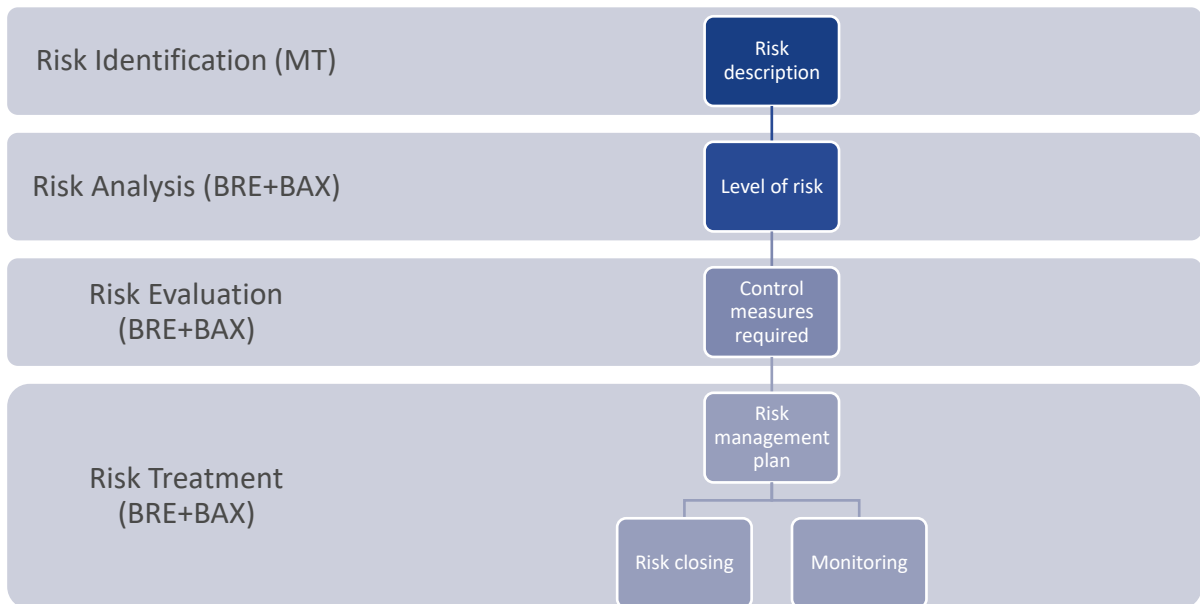 Risk Identification (MT)
Risk
description
Risk Analysis (BRE+BAX)
Level of risk
Risk Evaluation
(BRE+BAX)
Control
measures
required
Risk Treatment
(BRE+BAX)
Risk
management
plan
Risk closing
Monitoring